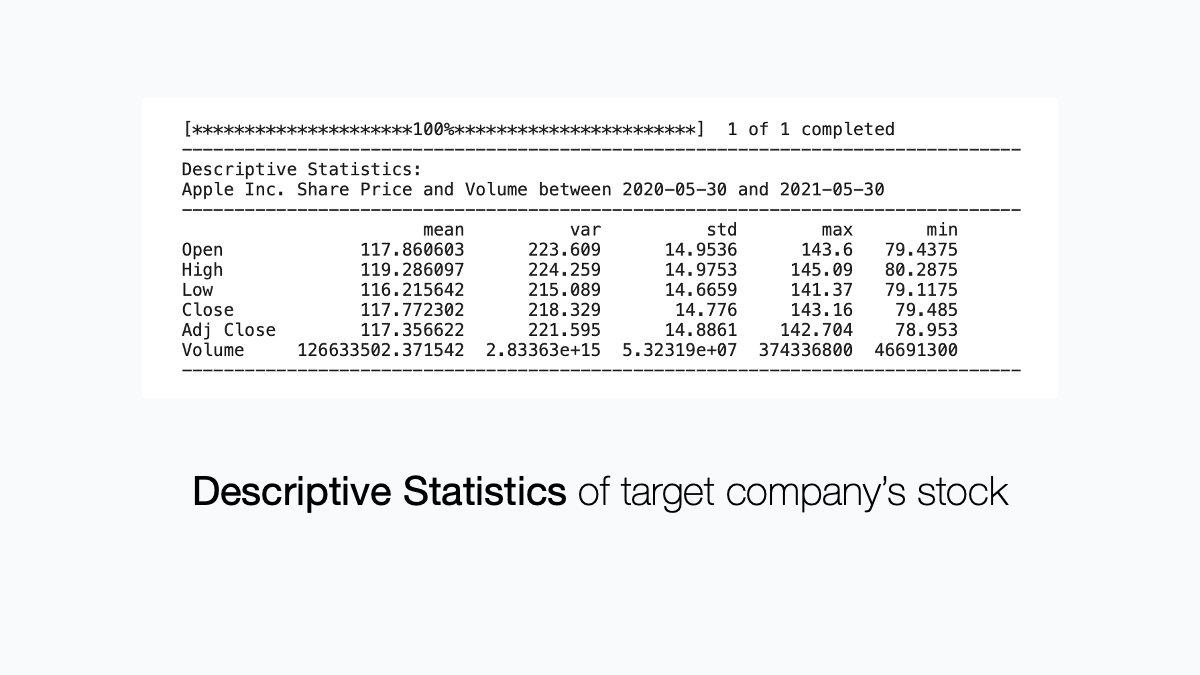 [*********************100%***********************]  1 of 1 completed
--------------------------------------------------------------------------------
Descriptive Statistics:
Apple Inc. Share Price and Volume between 2020-05-30 and 2021-05-30
--------------------------------------------------------------------------------
mean var std max min
Open 117.860603 223.609 14.9536 143.6 79.4375
High 119.286097 224.259 14.9753 145.09 80.2875
Low 116.215642 215.089 14.6659 141.37 79.1175
Close 117.772302 218.329 14.776 143.16 79.485
Adj Close 117.356622 221.595 14.8861 142.704 78.953
Volume 126633502.371542 2.83363e+15 5.32319e+07 374336800 46691300
--------------------------------------------------------------------------------
Descriptive Statistics of target company’s stock